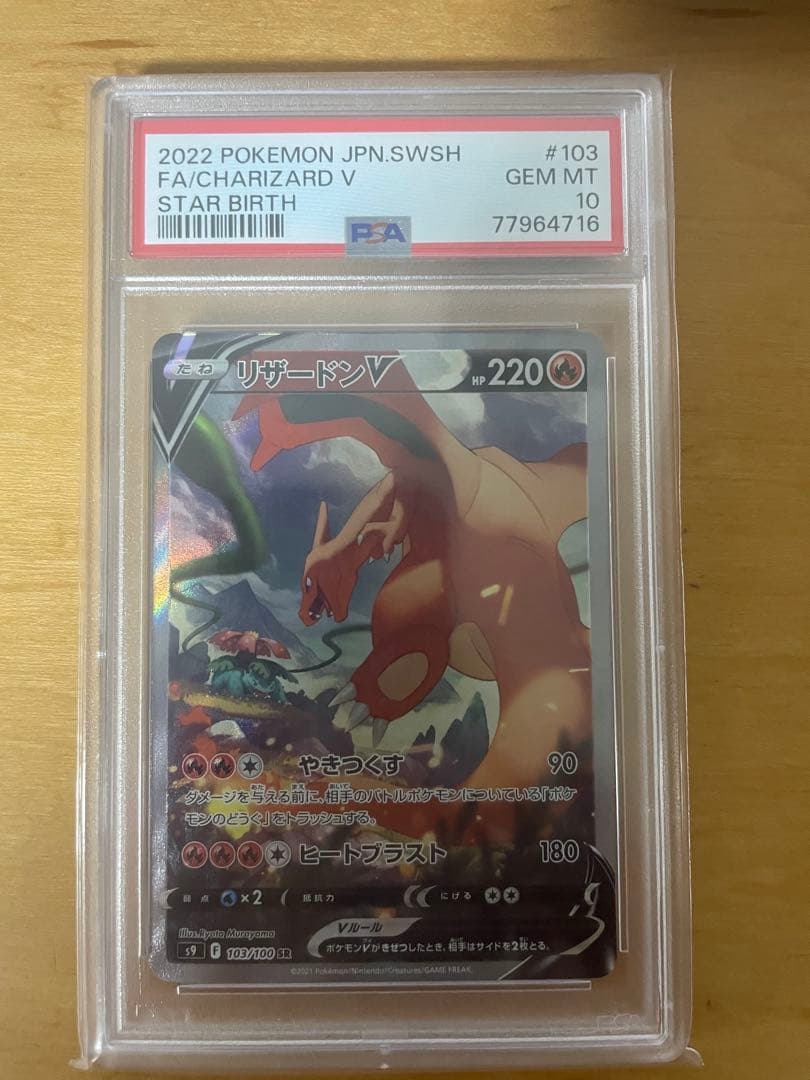 2022 POKEMON JPN.SWSH #103
FA/CHARIZARD V GEM MT
STAR BIRTH 10
PSA 77964716
たね リザードンV HP 220
やきつくす 90
ダメージを与える前に、相手のバトルポケモンについている「ポケ
モンのどうぐ」をトラッシュする。
ヒートブラスト 180
弱点 ×2 抵抗力 にげる
Illus. Ryota Murayama
Vルール
ポケモンVがきぜつしたとき、相手はサイドを2枚とる。
s9 F 103/100 SR
©2021 Pokémon/Nintendo/Creatures/GAME FREAK.